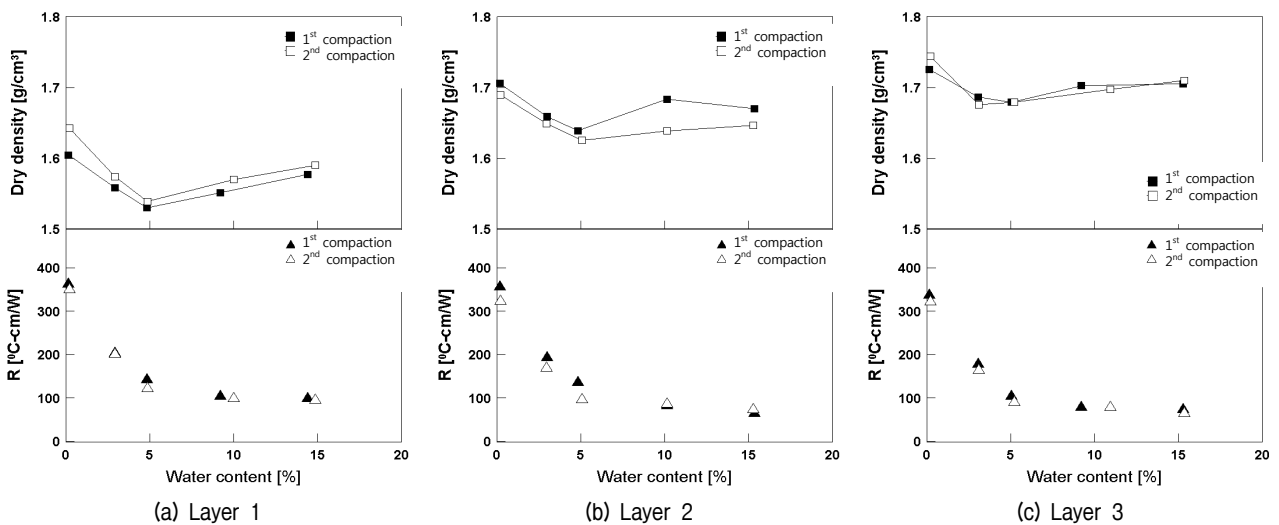 1.8
1.7
1.6
1.5
Dry density [g/cm³]
1st compaction
2nd compaction
400
300
200
100
0
R [⁰C-cm/W]
1st compaction
2nd compaction
0 5 10 15 20
Water content [%]
(a) Layer 1
1.8
1.7
1.6
1.5
Dry density [g/cm³]
1st compaction
2nd compaction
400
300
200
100
0
R [⁰C-cm/W]
1st compaction
2nd compaction
0 5 10 15 20
Water content [%]
(b) Layer 2
1.8
1.7
1.6
1.5
Dry density [g/cm³]
1st compaction
2nd compaction
400
300
200
100
0
R [⁰C-cm/W]
1st compaction
2nd compaction
0 5 10 15 20
Water content [%]
(c) Layer 3